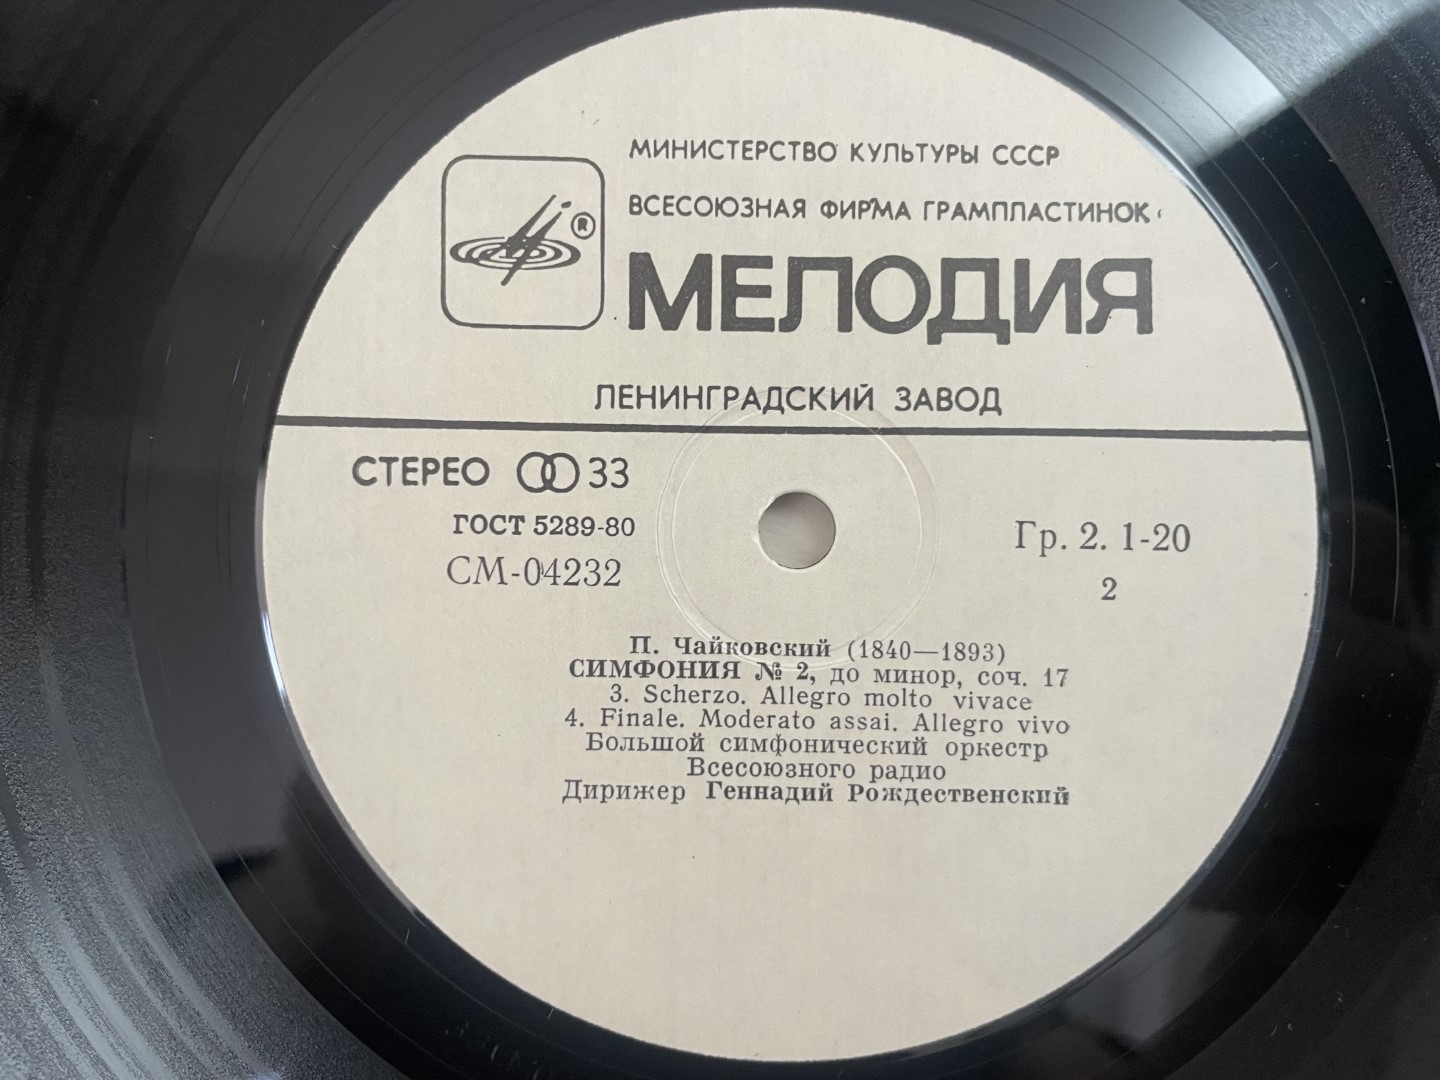 МИНИСТЕРСТВО КУЛЬТУРЫ СССР
ВСЕСОЮЗНАЯ ФИРМА ГРАМПЛАСТИНОК
®
МЕЛОДИЯ
ЛЕНИНГРАДСКИЙ ЗАВОД
СТЕРЕО 33
ГОСТ 5289-80
СМ-04232
Гр. 2. 1-20
2
П. Чайковский (1840—1893)
СИМФОНИЯ № 2, до минор, соч. 17
3. Scherzo. Allegro molto vivace
4. Finale. Moderato assai. Allegro vivo
Большой симфонический оркестр
Всесоюзного радио
Дирижер Геннадий Рождественский